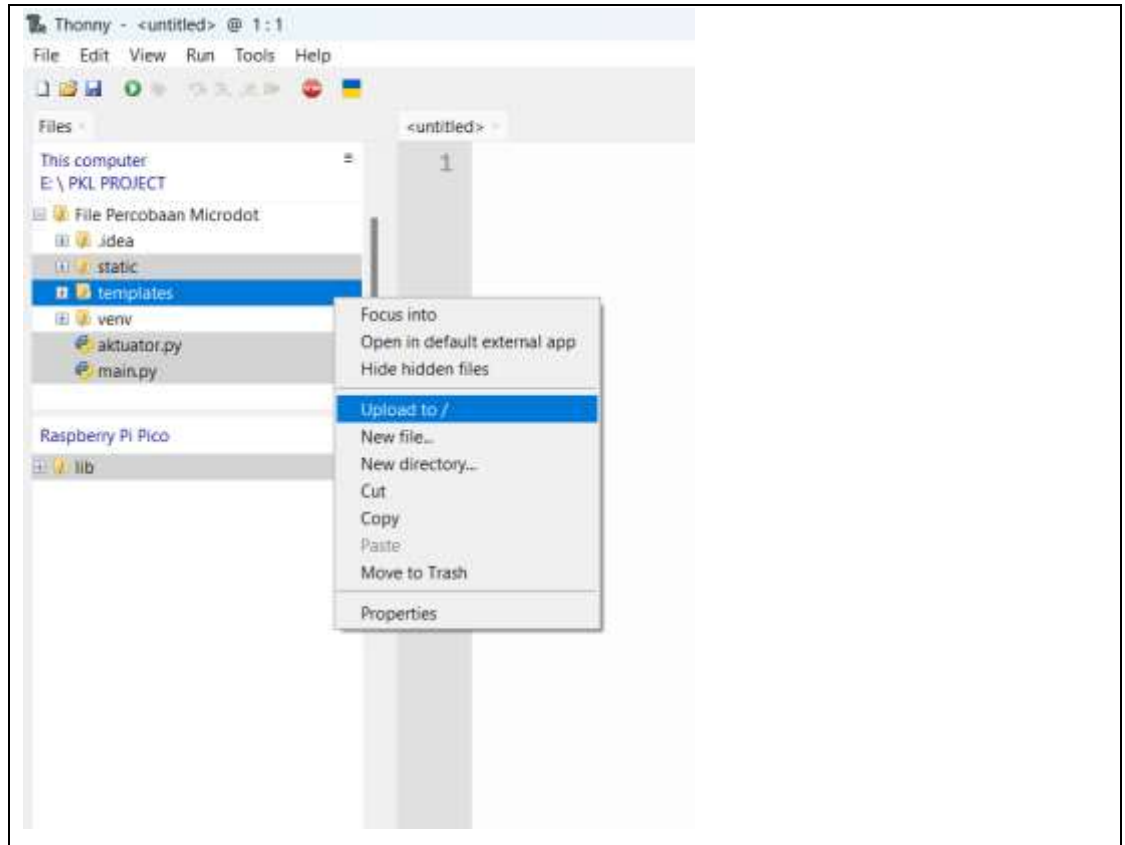 Thonny - <untitled> @ 1 : 1
File Edit View Run Tools Help
Files
<untitled>
This computer
E: \ PKL PROJECT
1
File Percobaan Microdot
.idea
static
templates
venv
aktuator.py
main.py
Raspberry Pi Pico
lib
Focus into
Open in default external app
Hide hidden files
Upload to /
New file...
New directory...
Cut
Copy
Paste
Move to Trash
Properties